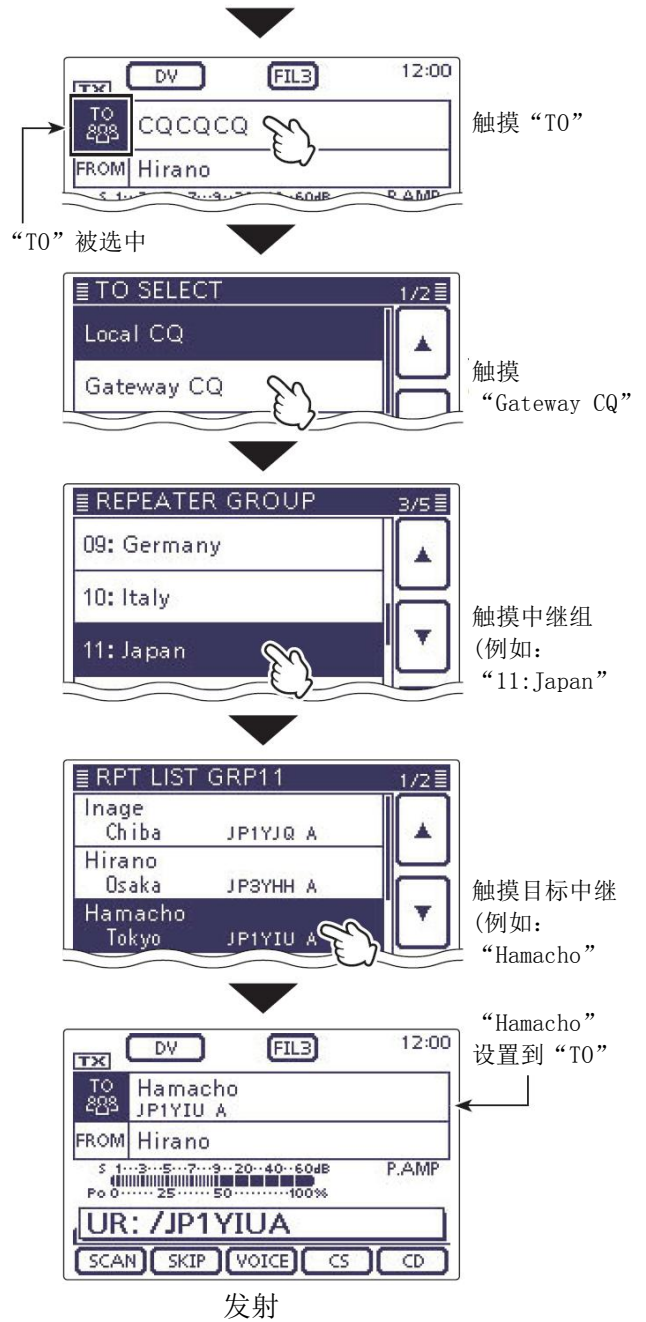 DV FIL3 12:00
TX
TO CQCQCQ
FROM Hirano
触摸“TO”
“TO”被选中
TO SELECT 1/2
Local CQ
Gateway CQ
触摸
“Gateway CQ”
REPEATER GROUP 3/5
09: Germany
10: Italy
11: Japan
触摸中继组
(例如:
“11:Japan”
RPT LIST GRP11 1/2
Inage
Chiba JP1YJQ A
Hirano
Osaka JP3YHH A
Hamacho
Tokyo JP1YIU A
触摸目标中继
(例如:
“Hamacho”
“Hamacho”
设置到“TO”
DV FIL3 12:00
TX
TO Hamacho
JP1YIU A
FROM Hirano
S 1··3··5···7···9··20··40··60dB P.AMP
Po 0······25······50··········100%
UR: /JP1YIUA
SCAN SKIP VOICE CS CD
发射